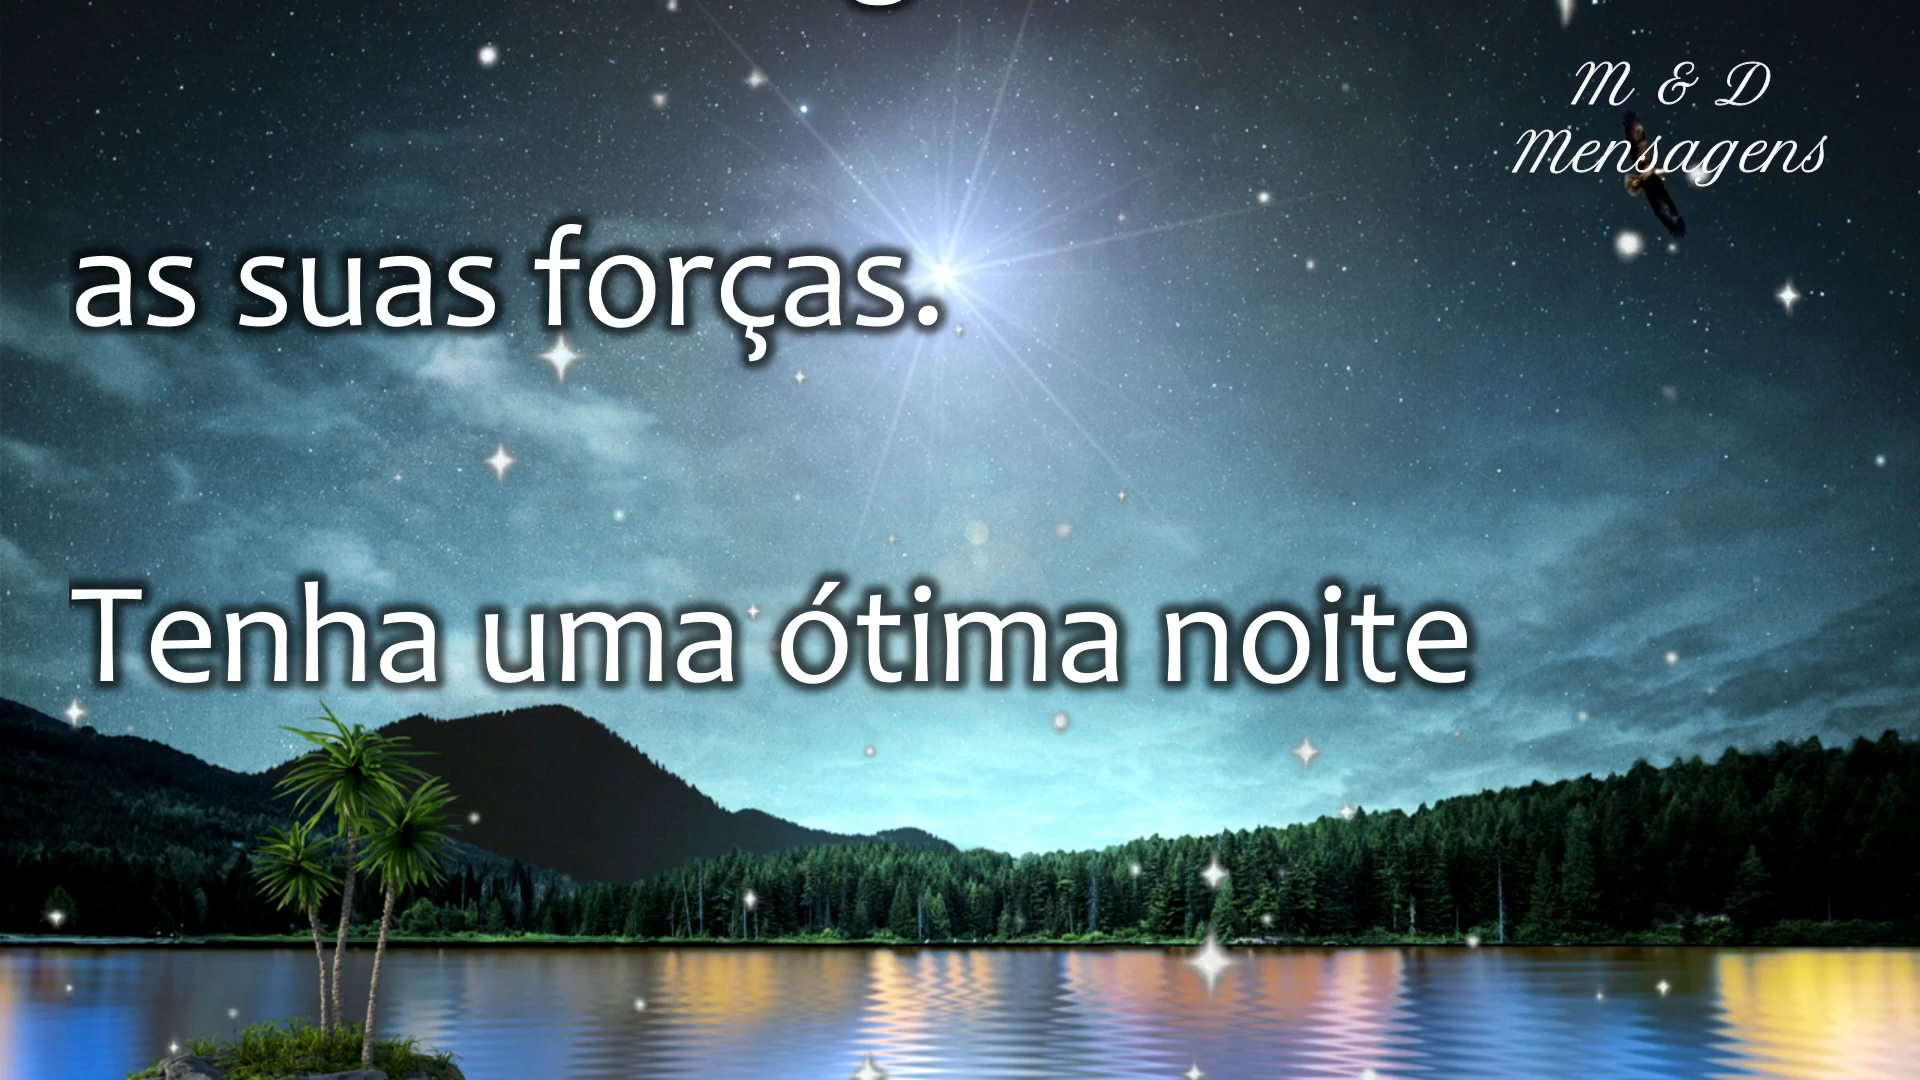 M & D
Mensagens
as suas forças.
Tenha uma ótima noite